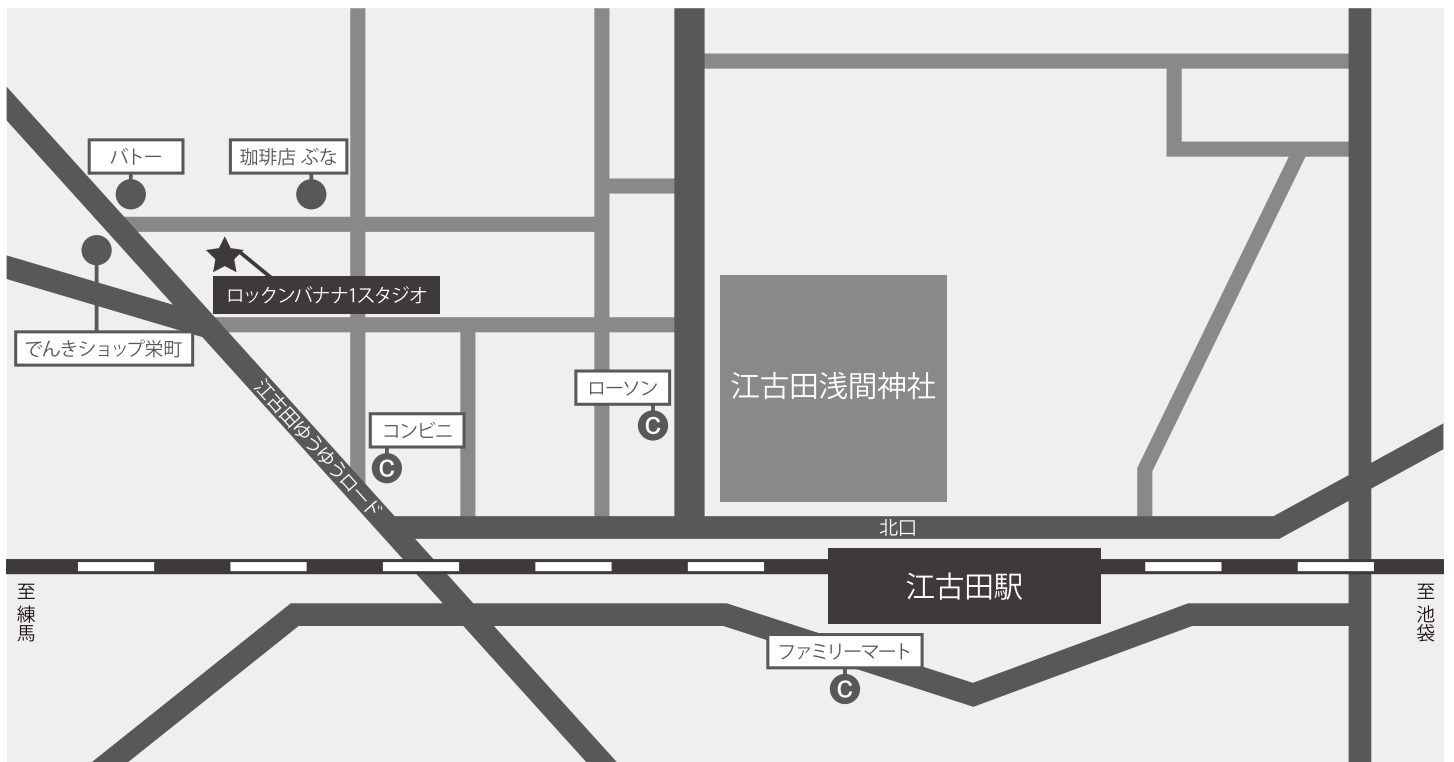 バトー
珈琲店 ぶな
ロックンバナナ1スタジオ
でんきショップ栄町
江古田ゆうゆうロード
ローソン
C
コンビニ
C
江古田浅間神社
北口
江古田駅
至 練馬
至 池袋
ファミリーマート
C